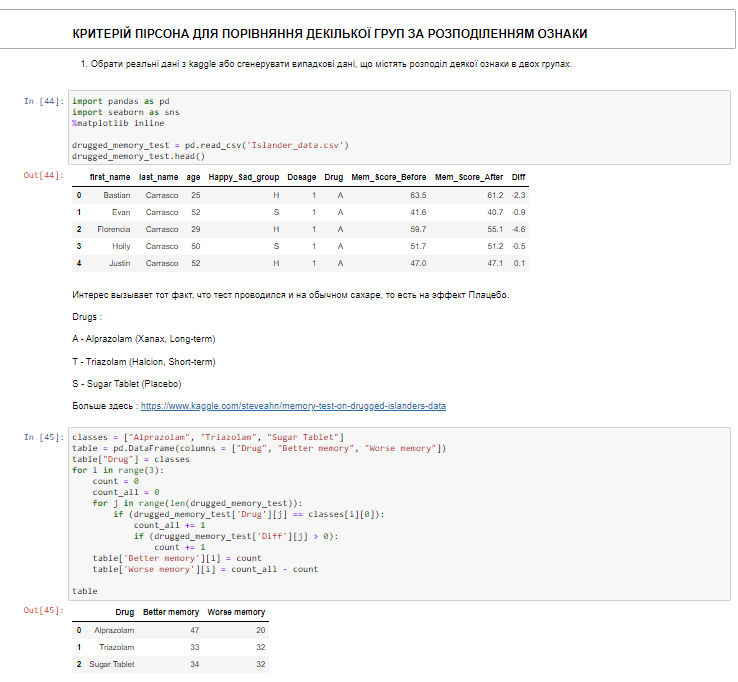 КРИТЕРІЙ ПІРСОНА ДЛЯ ПОРІВНЯННЯ ДЕКІЛЬКОЇ ГРУП ЗА РОЗПОДІЛЕННЯМ ОЗНАКИ
1. Обрати реальні дані з kaggle або сгенерувати випадкові дані, що містять розподіл деякої ознаки в двох групах.
In [44]: import pandas as pd
import seaborn as sns
%matplotlib inline
drugged_memory_test = pd.read_csv('Islander_data.csv')
drugged_memory_test.head()
Out[44]: first_name last_name age Happy_Sad_group Dosage Drug Mem_Score_Before Mem_Score_After Diff
0 Bastian Carrasco 25 H 1 A 63.5 61.2 -2.3
1 Evan Carrasco 52 S 1 A 41.6 40.7 -0.9
2 Florencia Carrasco 29 H 1 A 59.7 55.1 -4.6
3 Holly Carrasco 50 S 1 A 51.7 51.2 -0.5
4 Justin Carrasco 52 H 1 A 47.0 47.1 0.1
Интерес вызывает тот факт, что тест проводился и на обычном сахаре, то есть на эффект Плацебо.
Drugs :
A - Alprazolam (Xanax, Long-term)
T - Triazolam (Halcion, Short-term)
S - Sugar Tablet (Placebo)
Больше здесь : https://www.kaggle.com/steveahn/memory-test-on-drugged-islanders-data
In [45]: classes = ["Alprazolam", "Triazolam", "Sugar Tablet"]
table = pd.DataFrame(columns = ["Drug", "Better memory", "Worse memory"])
table["Drug"] = classes
for i in range(3):
count = 0
count_all = 0
for j in range(len(drugged_memory_test)):
if (drugged_memory_test['Drug'][j] == classes[i][0]):
count_all += 1
if (drugged_memory_test['Diff'][j] > 0):
count += 1
table['Better memory'][i] = count
table['Worse memory'][i] = count_all - count
table
Out[45]: Drug Better memory Worse memory
0 Alprazolam 47 20
1 Triazolam 33 32
2 Sugar Tablet 34 32